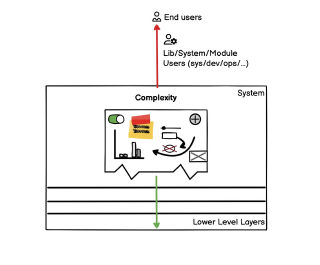 End users
Lib/System/Module
Users (sys/dev/ops/..)
System
Complexity
Lower Level Layers